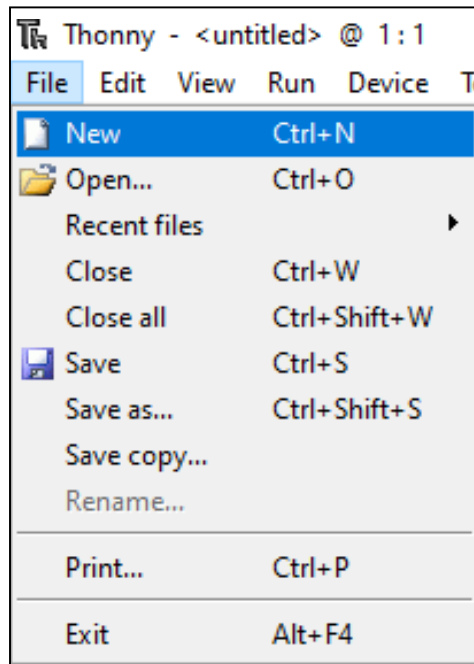 Thonny - <untitled> @ 1:1
File Edit View Run Device
New Ctrl+N
Open... Ctrl+O
Recent files
Close Ctrl+W
Close all Ctrl+Shift+W
Save Ctrl+S
Save as... Ctrl+Shift+S
Save copy...
Rename...
Print... Ctrl+P
Exit Alt+F4